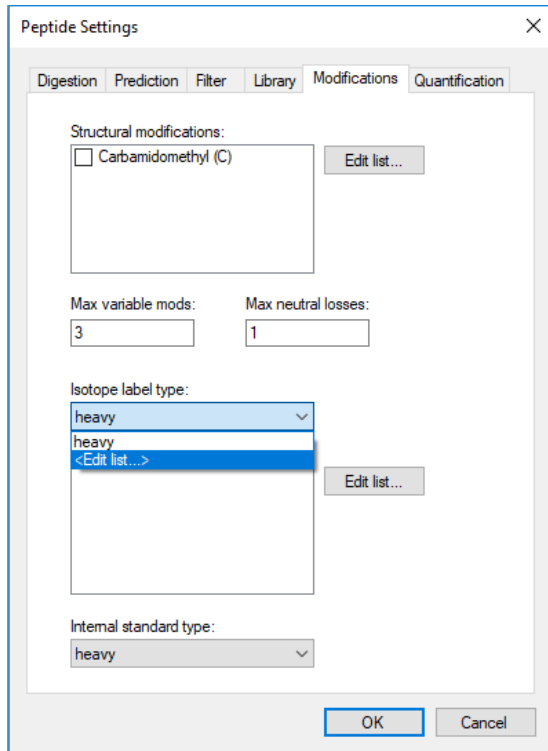 Peptide Settings
Digestion Prediction Filter Library Modifications Quantification
Structural modifications:
Carbamidomethyl (C)
Edit list...
Max variable mods: Max neutral losses:
3 1
Isotope label type:
heavy
heavy
<Edit list...>
Edit list...
Internal standard type:
heavy
OK Cancel